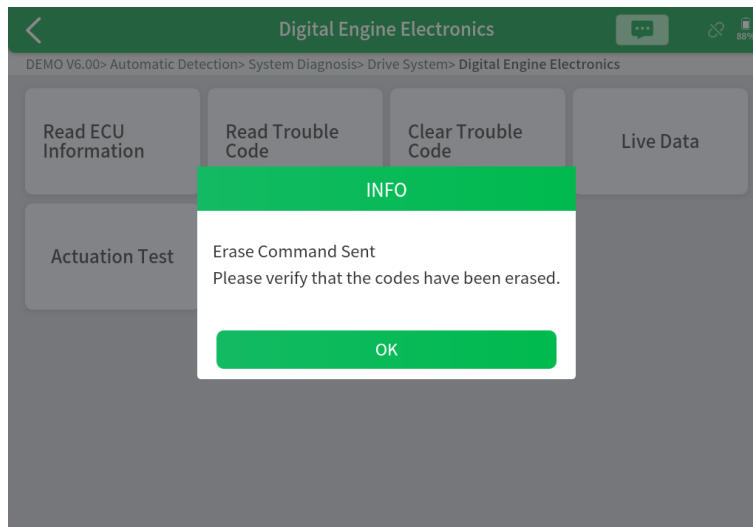 Digital Engine Electronics
88%
DEMO V6.00> Automatic Detection> System Diagnosis> Drive System> Digital Engine Electronics
Read ECU
Information
Read Trouble
Code
Clear Trouble
Code
Live Data
INFO
Erase Command Sent
Please verify that the codes have been erased.
OK
Actuation Test